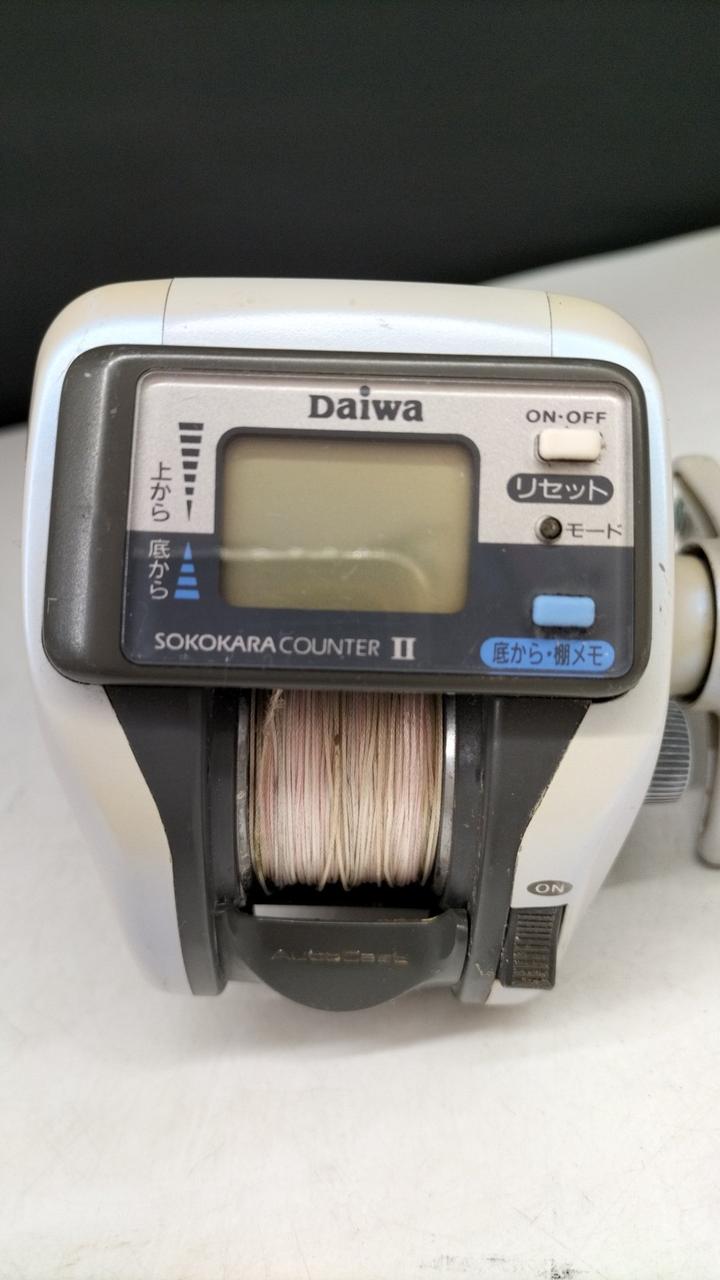 Daiwa
ON・OFF
リセット
モード
上から
底から
SOKOKARA COUNTER II
底から・棚メモ
ON
AutoCast